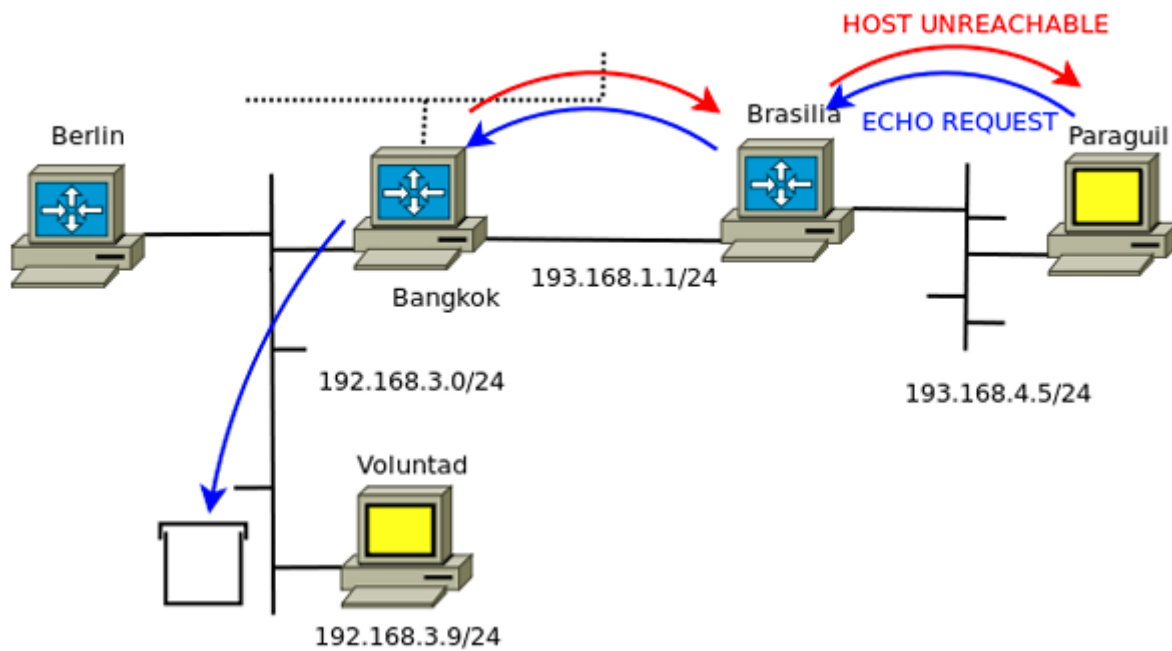 HOST UNREACHABLE
Brasilia
ECHO REQUEST
Paraguil
Berlin
193.168.1.1/24
Bangkok
192.168.3.0/24
193.168.4.5/24
Voluntad
192.168.3.9/24